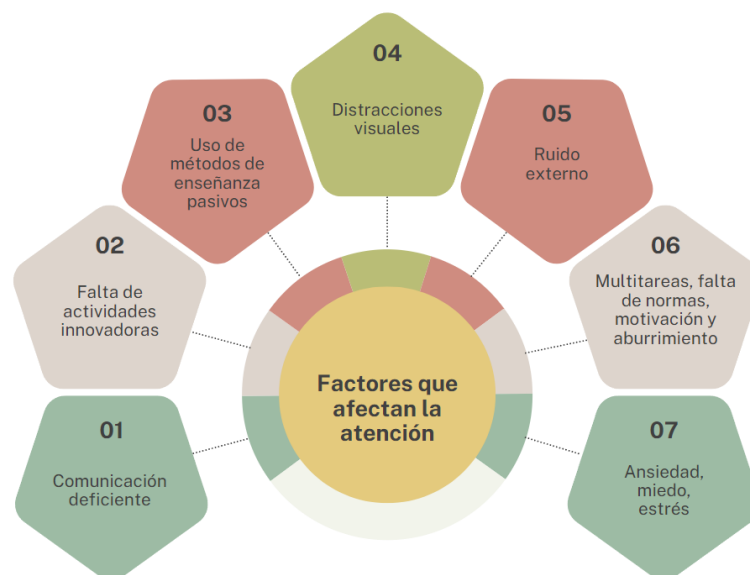 01
Comunicación
deficiente
02
Falta de
actividades
innovadoras
03
Uso de
métodos de
enseñanza
pasivos
04
Distracciones
visuales
05
Ruido
externo
06
Multitareas, falta
de normas,
motivación y
aburrimiento
07
Ansiedad,
miedo,
estrés
Factores que
afectan la
atención